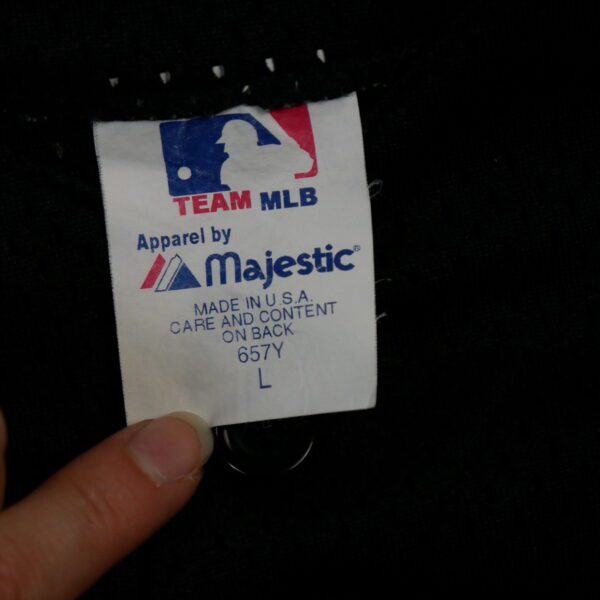 TEAM MLB
Apparel by
Majestic
MADE IN U.S.A.
CARE AND CONTENT
ON BACK
657Y
L